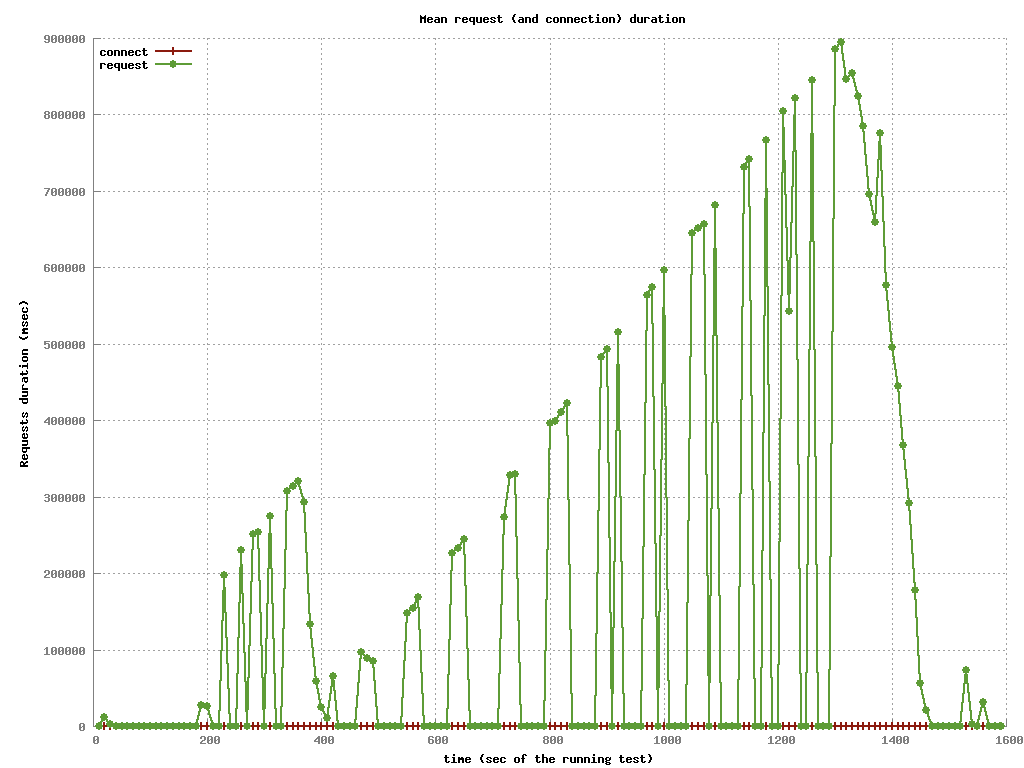 Mean request (and connection) duration
connect
request
900000
800000
700000
600000
500000
400000
300000
200000
100000
0
Requests duration (msec)
0 200 400 600 800 1000 1200 1400 1600
time (sec of the running test)